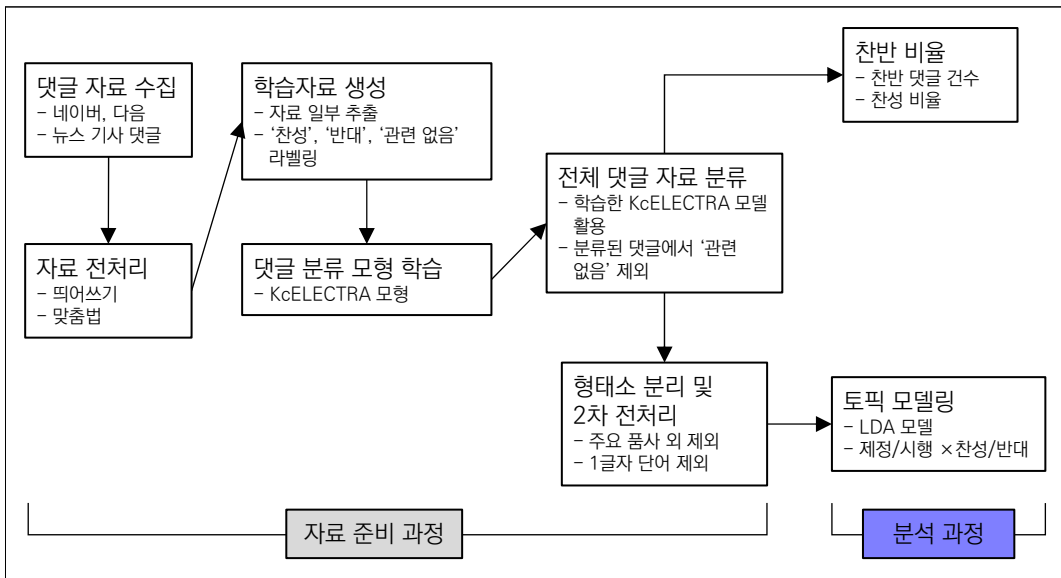 댓글 자료 수집
– 네이버, 다음
– 뉴스 기사 댓글
자료 전처리
– 띄어쓰기
– 맞춤법
학습자료 생성
– 자료 일부 추출
– ‘찬성’, ‘반대’, ‘관련 없음’
라벨링
댓글 분류 모형 학습
– KcELECTRA 모형
전체 댓글 자료 분류
– 학습한 KcELECTRA 모델
활용
– 분류된 댓글에서 ‘관련
없음’ 제외
찬반 비율
– 찬반 댓글 건수
– 찬성 비율
형태소 분리 및
2차 전처리
– 주요 품사 외 제외
– 1글자 단어 제외
토픽 모델링
– LDA 모델
– 제정/시행 ×찬성/반대
자료 준비 과정
분석 과정